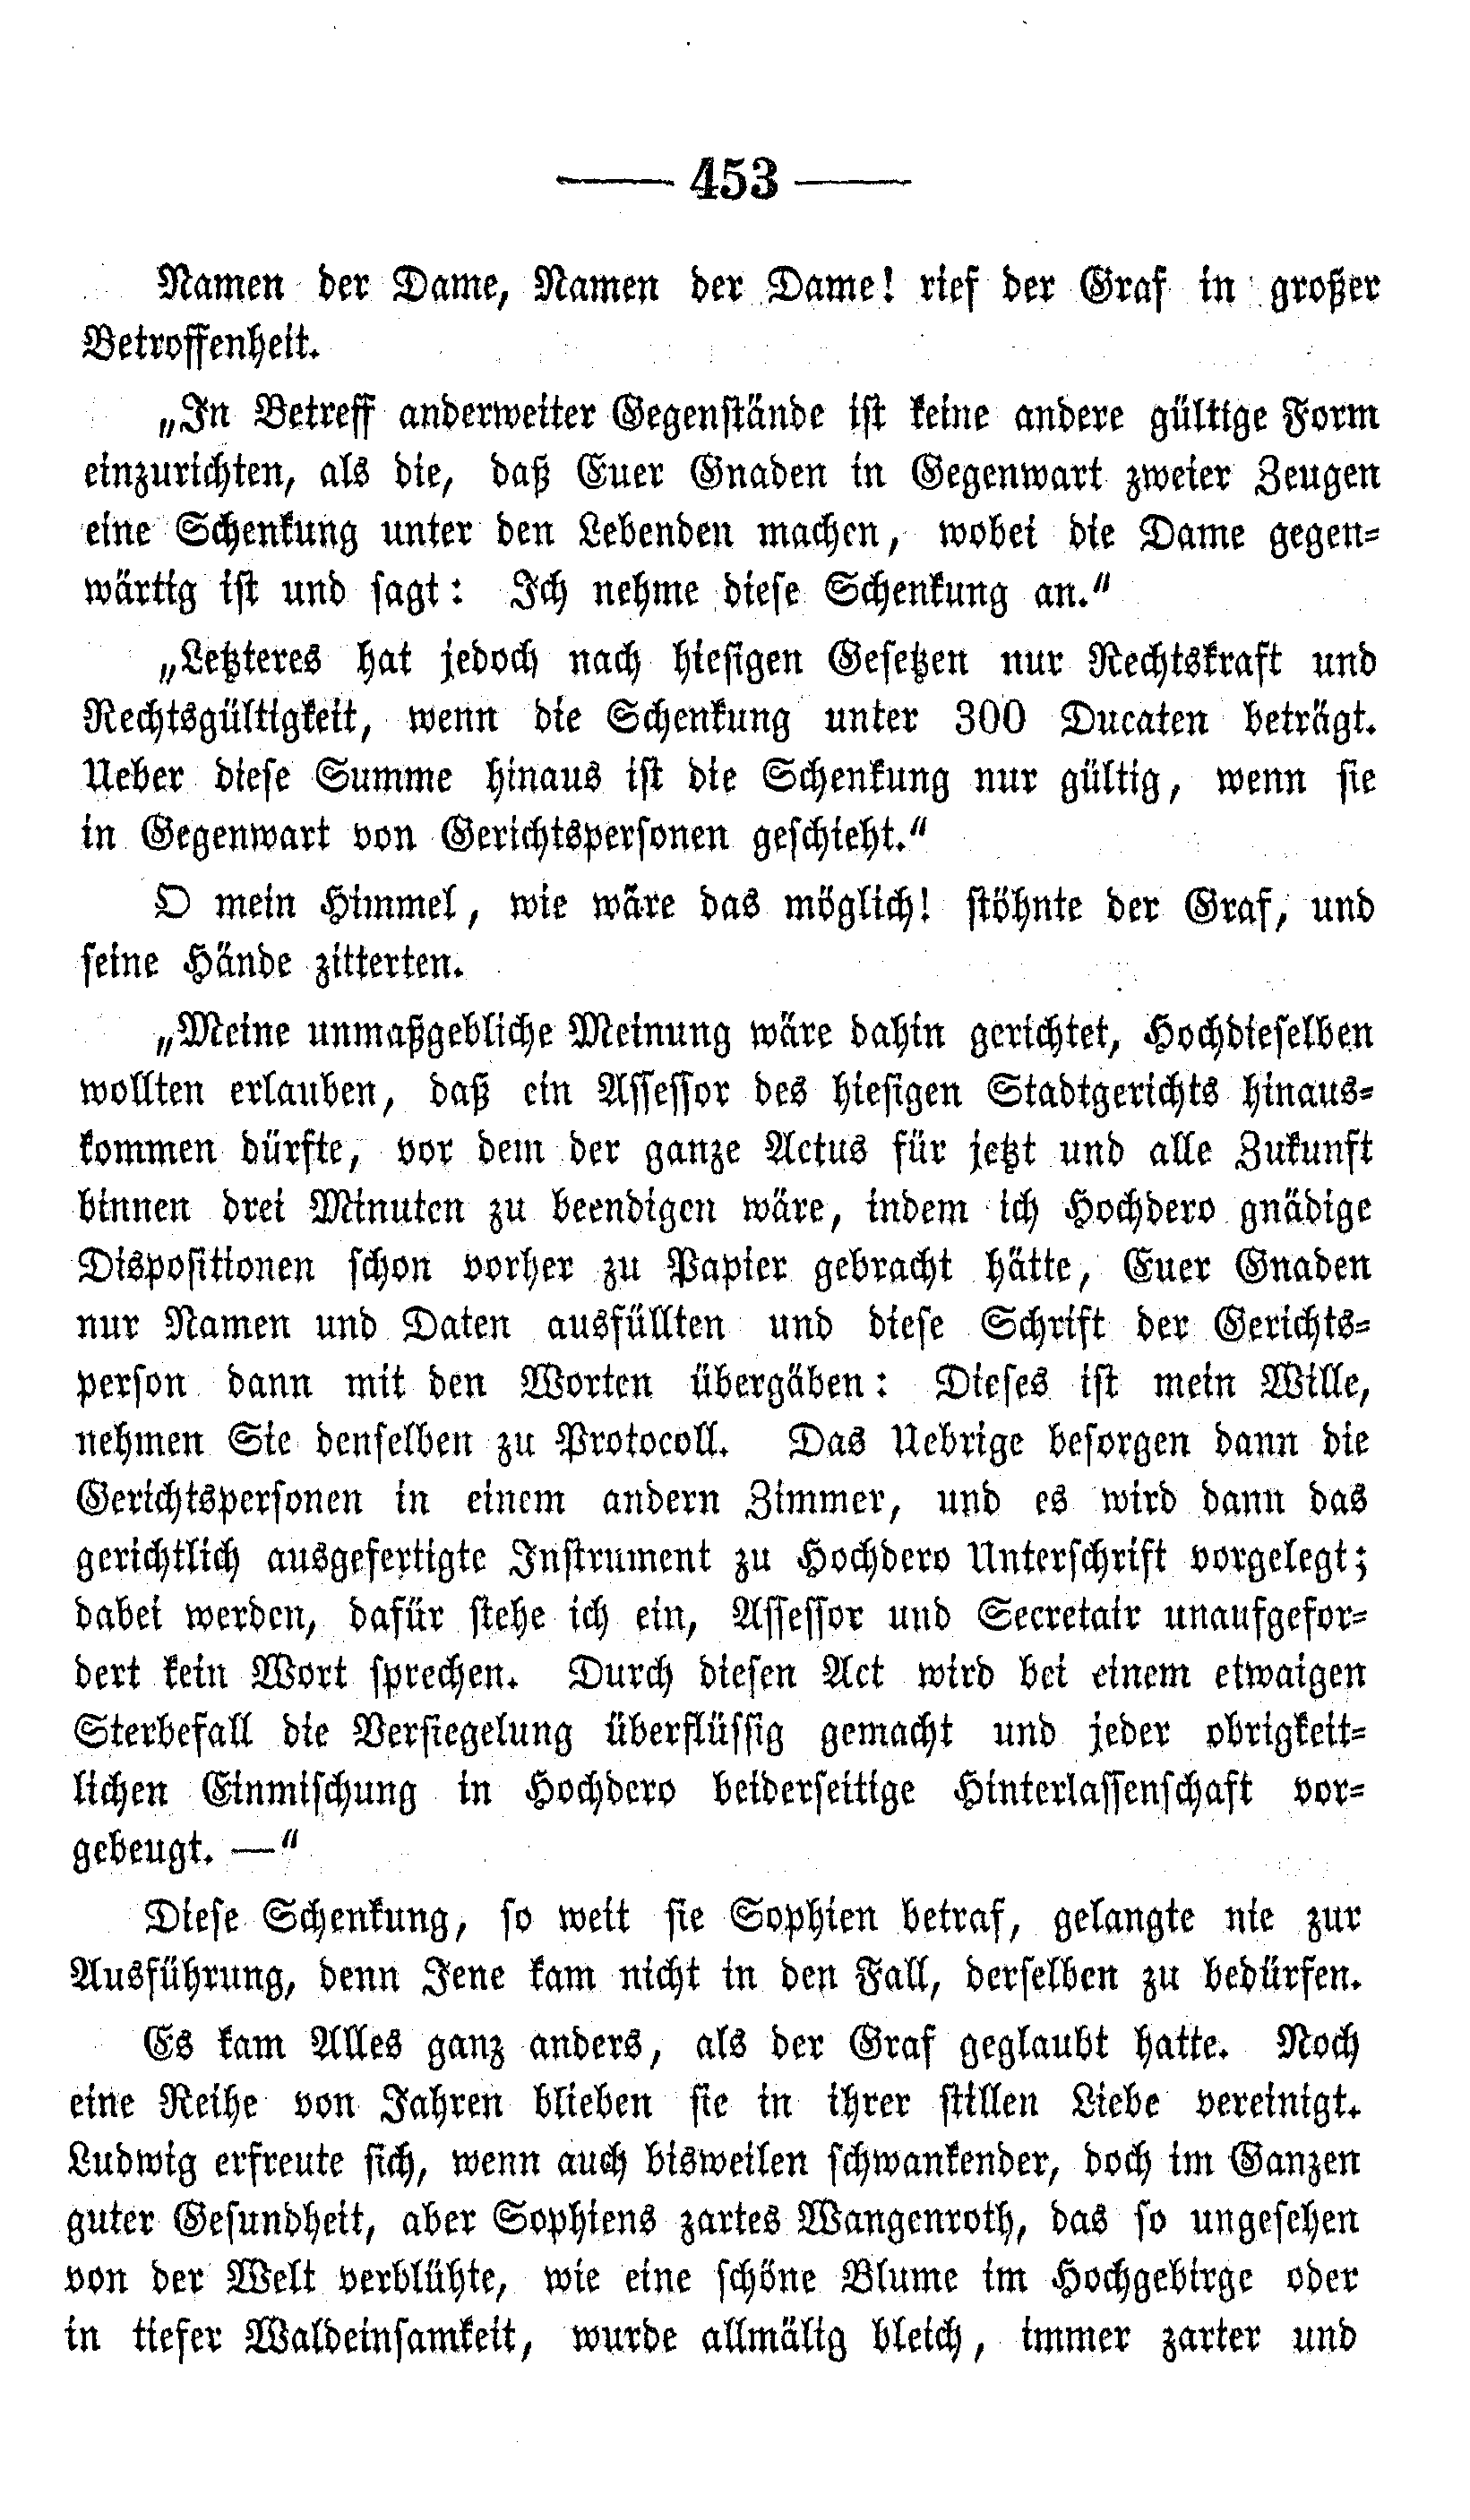 — 453 —
Namen der Dame, Namen der Dame! rief der Graf in großer
Betroffenheit.
„In Betreff anderweiter Gegenstände ist keine andere gültige Form
einzurichten, als die, daß Euer Gnaden in Gegenwart zweier Zeugen
eine Schenkung unter den Lebenden machen, wobei die Dame gegen-
wärtig ist und sagt: Ich nehme diese Schenkung an.“
„Letzteres hat jedoch nach hiesigen Gesetzen nur Rechtskraft und
Rechtsgültigkeit, wenn die Schenkung unter 300 Ducaten beträgt.
Ueber diese Summe hinaus ist die Schenkung nur gültig, wenn sie
in Gegenwart von Gerichtspersonen geschieht.“
O mein Himmel, wie wäre das möglich! stöhnte der Graf, und
seine Hände zitterten.
„Meine unmaßgebliche Meinung wäre dahin gerichtet, Hochdieselben
wollten erlauben, daß ein Assessor des hiesigen Stadtgerichts hinaus-
kommen dürfte, vor dem der ganze Actus für jetzt und alle Zukunft
binnen drei Minuten zu beendigen wäre, indem ich Hochdero gnädige
Dispositionen schon vorher zu Papier gebracht hätte, Euer Gnaden
nur Namen und Daten ausfüllten und diese Schrift der Gerichts-
person dann mit den Worten übergäben: Dieses ist mein Wille,
nehmen Sie denselben zu Protocoll. Das Uebrige besorgen dann die
Gerichtspersonen in einem andern Zimmer, und es wird dann das
gerichtlich ausgefertigte Instrument zu Hochdero Unterschrift vorgelegt;
dabei werden, dafür stehe ich ein, Assessor und Secretair unaufgefor-
dert kein Wort sprechen. Durch diesen Act wird bei einem etwaigen
Sterbefall die Versiegelung überflüssig gemacht und jeder obrigkeit-
lichen Einmischung in Hochdero beiderseitige Hinterlassenschaft vor-
gebeugt. —“
Diese Schenkung, so weit sie Sophien betraf, gelangte nie zur
Ausführung, denn Jene kam nicht in den Fall, derselben zu bedürfen.
Es kam Alles ganz anders, als der Graf geglaubt hatte. Noch
eine Reihe von Jahren blieben sie in ihrer stillen Liebe vereinigt.
Ludwig erfreute sich, wenn auch bisweilen schwankender, doch im Ganzen
guter Gesundheit, aber Sophiens zartes Wangenroth, das so ungesehen
von der Welt verblühte, wie eine schöne Blume im Hochgebirge oder
in tiefer Waldeinsamkeit, wurde allmälig bleich, immer zarter und